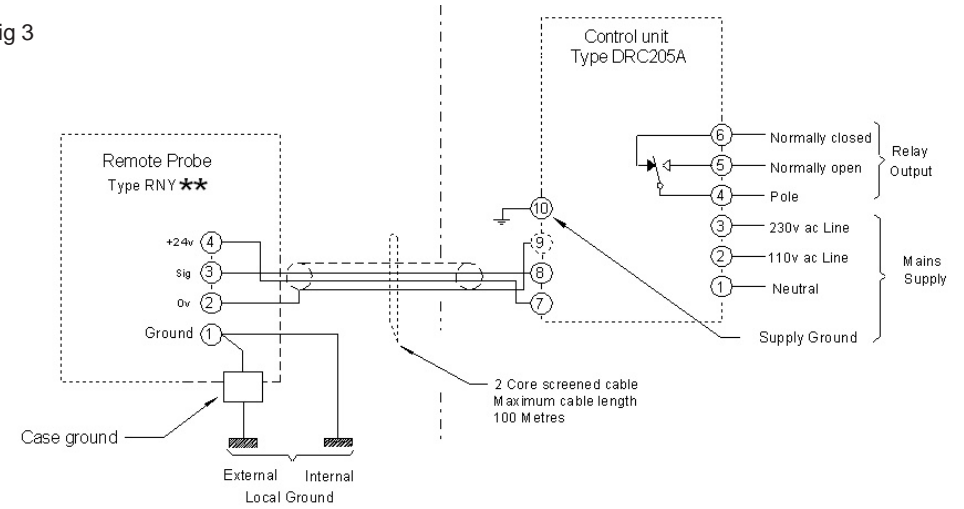 ig 3
Control unit
Type DRC205A
Remote Probe
Type RNY **
+24v 4
Sig 3
0v 2
Ground 1
Case ground
External Internal
Local Ground
10
9
8
7
2 Core screened cable
Maximum cable length
100 Metres
6 Normally closed
5 Normally open
4 Pole
Relay
Output
3 230v ac Line
2 110v ac Line
1 Neutral
Supply Ground
Mains
Supply